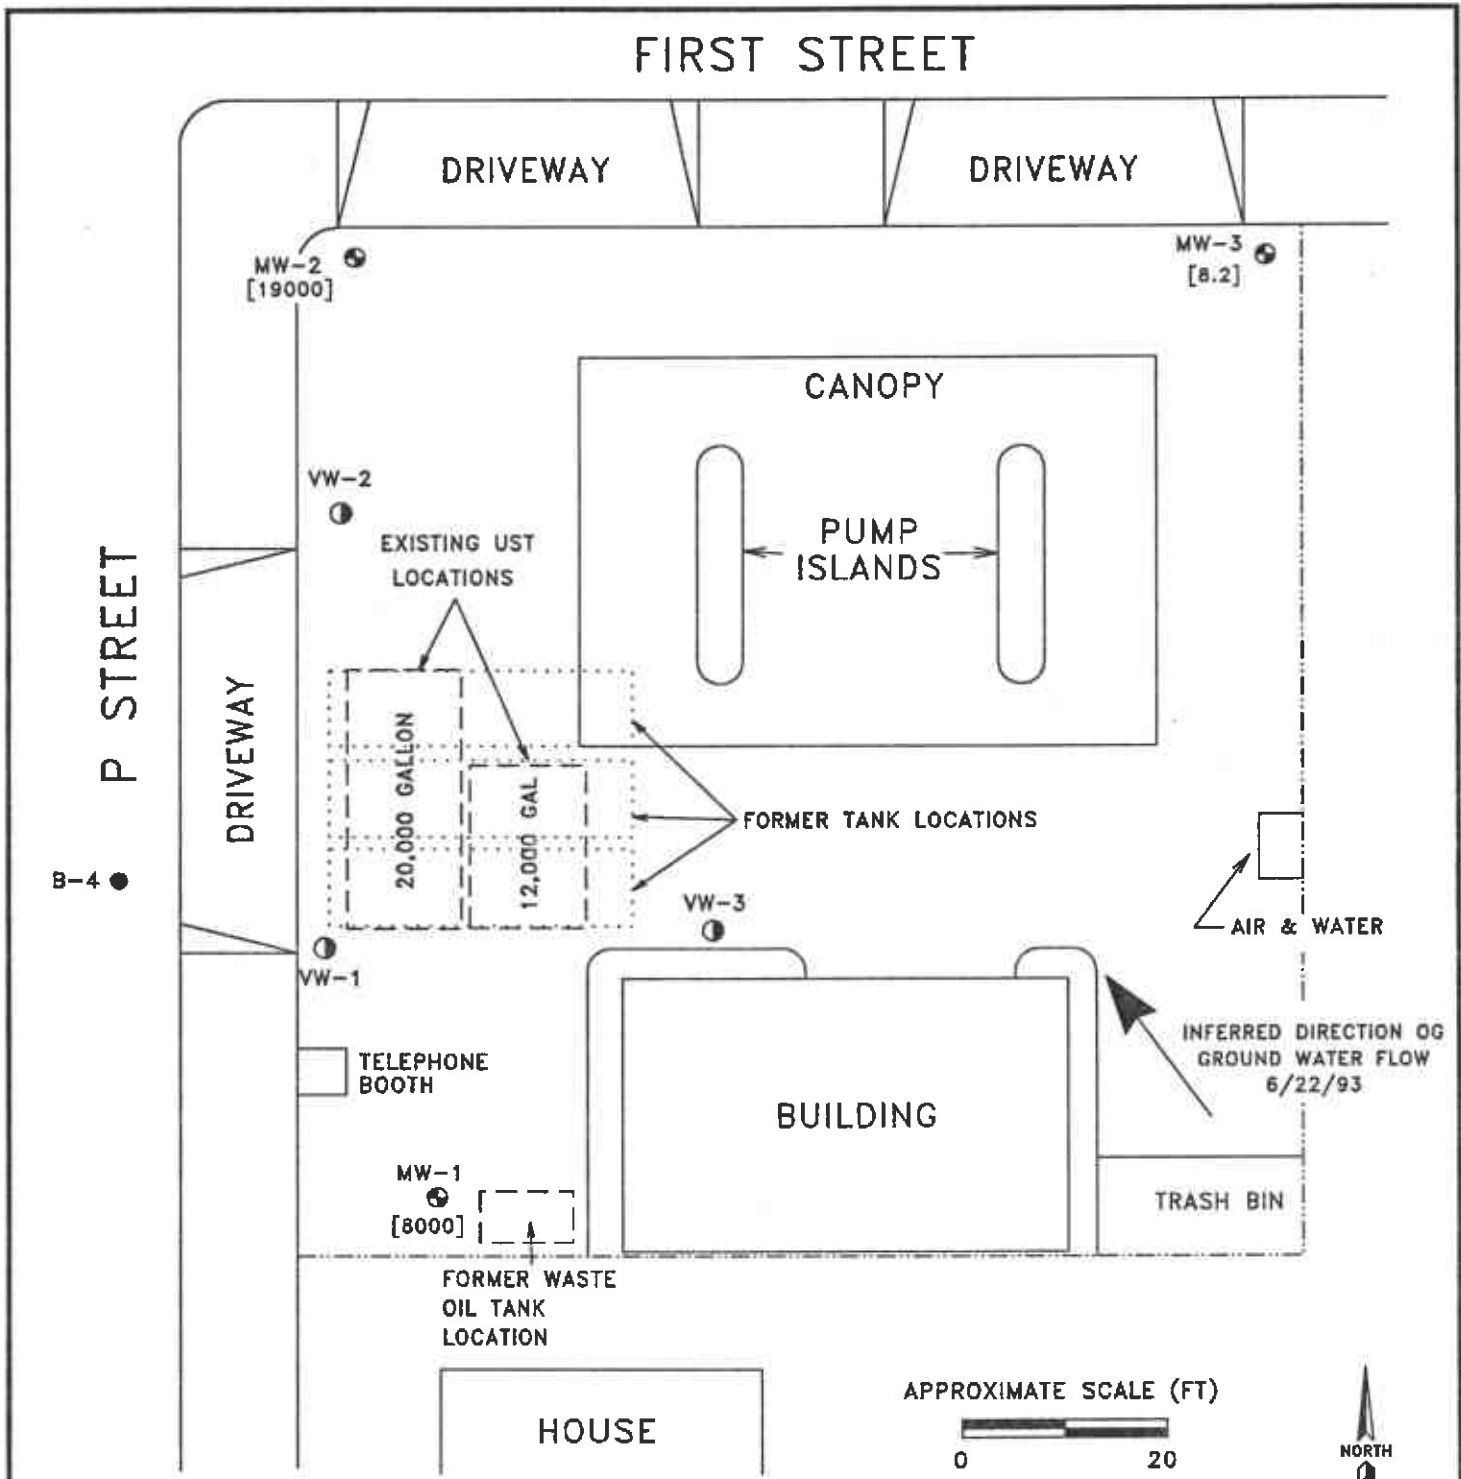 FIRST STREET
DRIVEWAY
DRIVEWAY
MW-2
[19000]
MW-3
[8.2]
CANOPY
VW-2
EXISTING UST
LOCATIONS
PUMP
ISLANDS
P STREET
DRIVEWAY
20,000 GALLON
12,000 GAL
FORMER TANK LOCATIONS
B-4
VW-3
AIR & WATER
VW-1
INFERRED DIRECTION OG
GROUND WATER FLOW
6/22/93
TELEPHONE
BOOTH
BUILDING
MW-1
[8000]
TRASH BIN
FORMER WASTE
OIL TANK
LOCATION
APPROXIMATE SCALE (FT)
0 20
HOUSE
NORTH